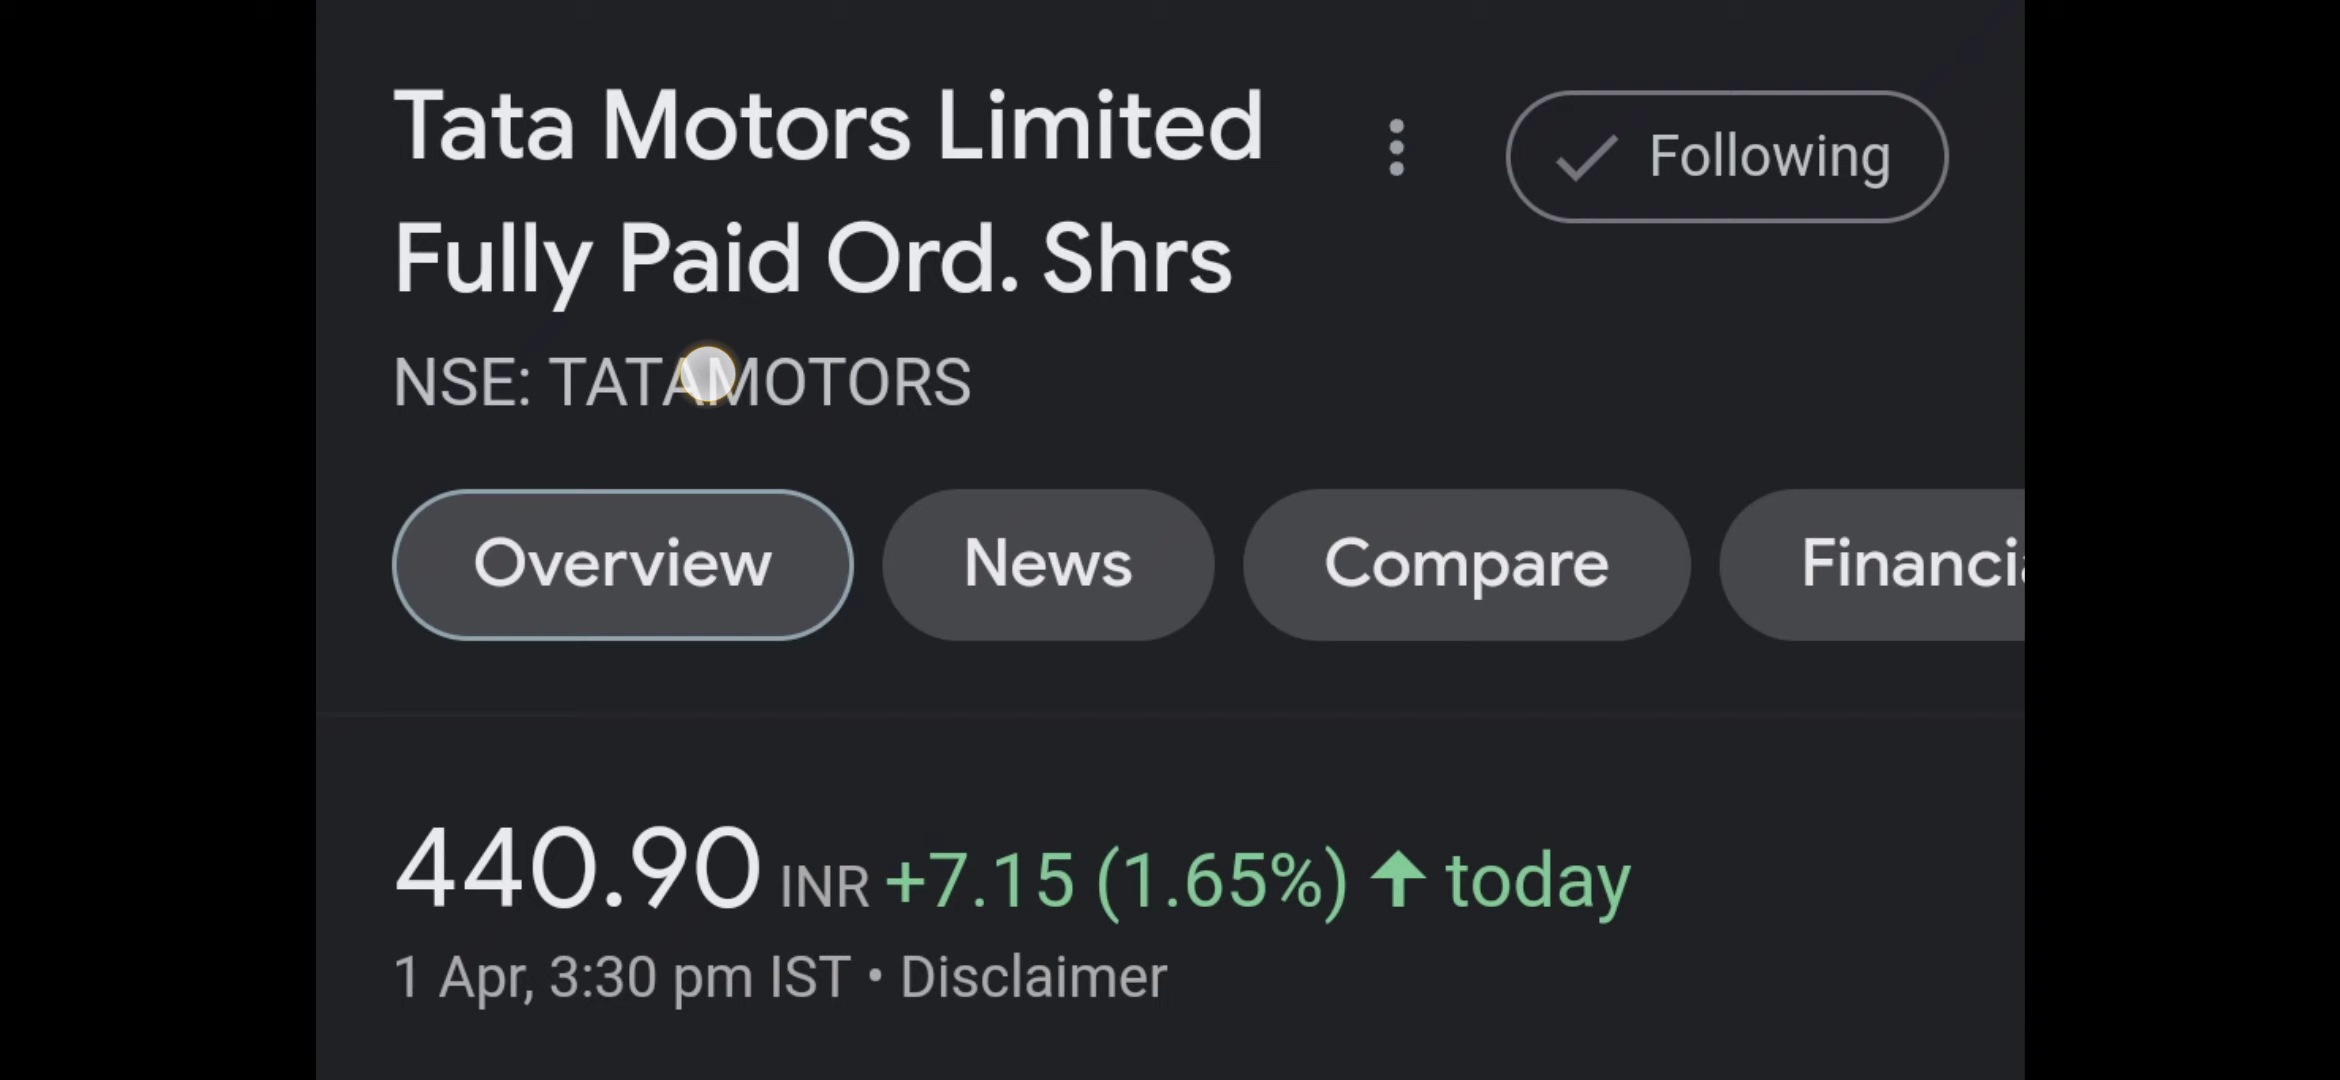 Tata Motors Limited
Fully Paid Ord. Shrs
Following
NSE: TATAMOTORS
Overview News Compare Financi
440.90 INR +7.15 (1.65%) ↑ today
1 Apr, 3:30 pm IST • Disclaimer